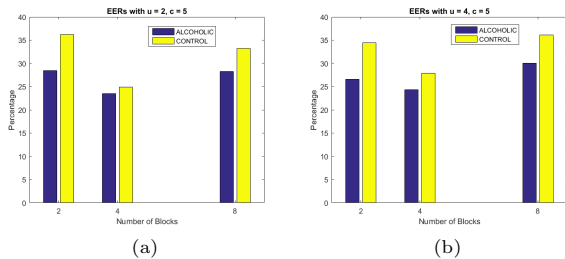 EERs with u = 2, c = 5
40
35
30
25
20
15
10
5
0
Percentage
ALCOHOLIC
CONTROL
2 4 8
Number of Blocks
(a)
EERs with u = 4, c = 5
40
35
30
25
20
15
10
5
0
Percentage
ALCOHOLIC
CONTROL
2 4 8
Number of Blocks
(b)